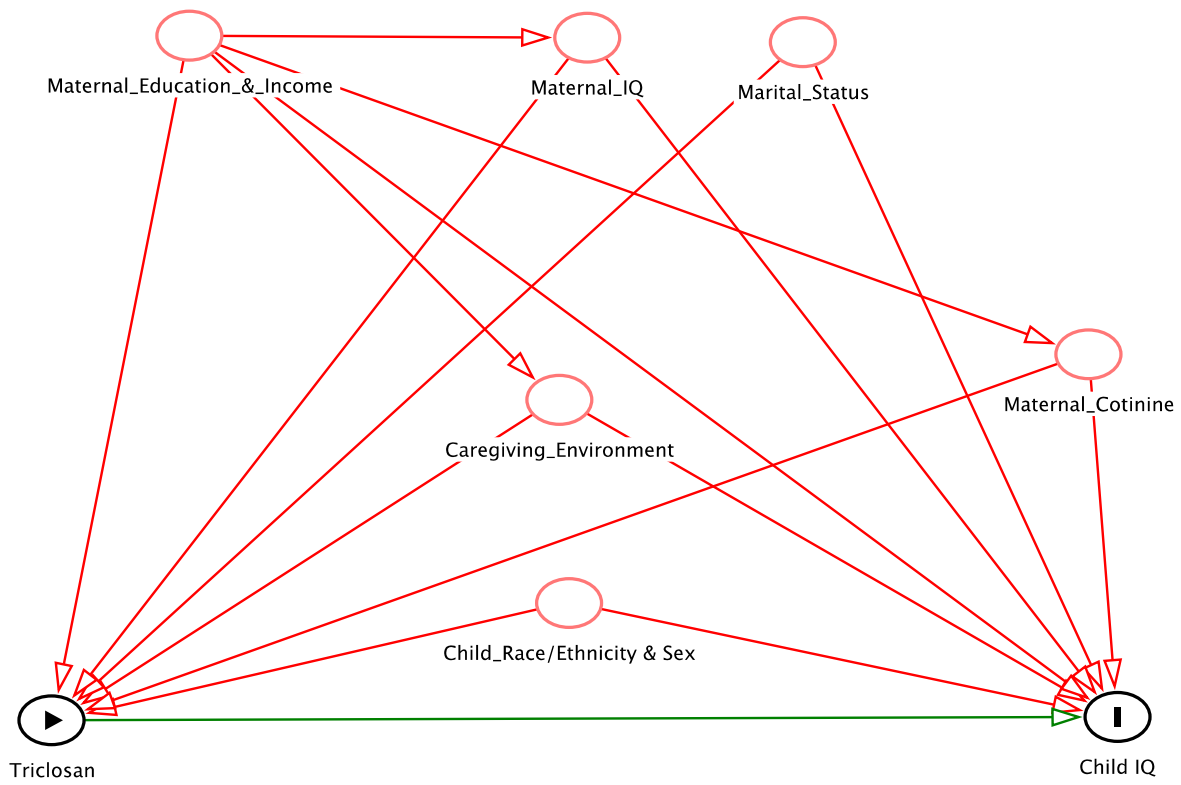 Maternal_Education_&_Income
Maternal_IQ
Marital_Status
Maternal_Cotinine
Caregiving_Environment
Child_Race/Ethnicity & Sex
Triclosan
Child IQ